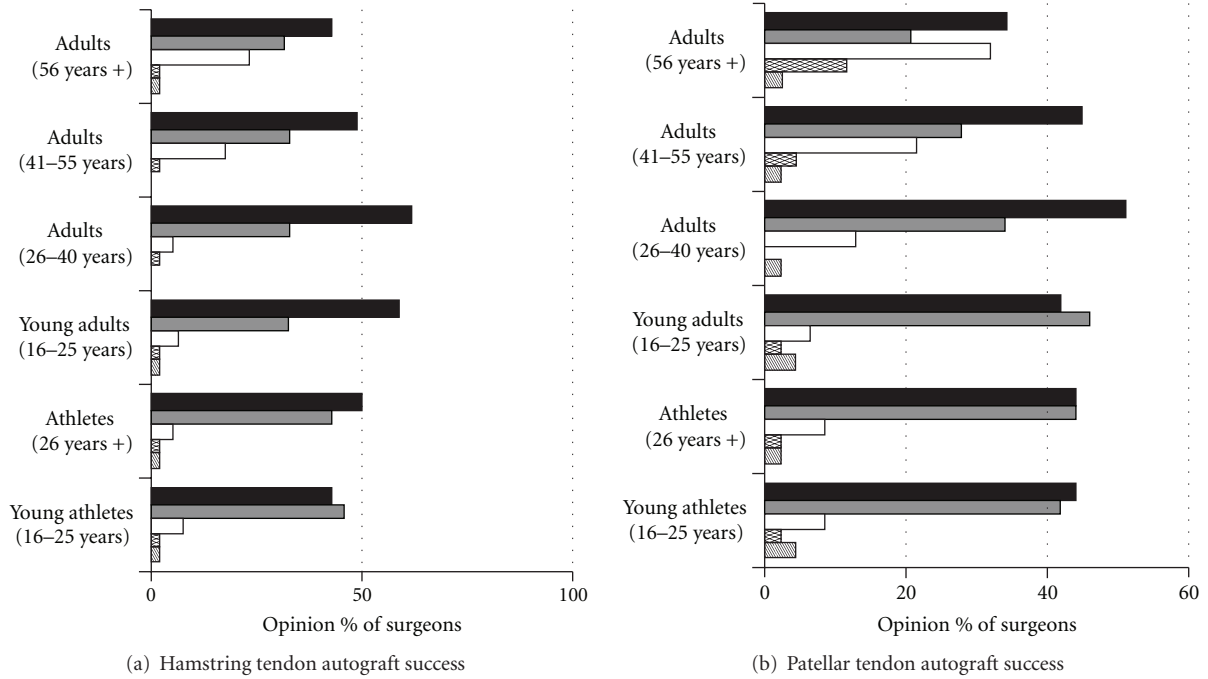 Adults
(56 years +)
Adults
(41–55 years)
Adults
(26–40 years)
Young adults
(16–25 years)
Athletes
(26 years +)
Young athletes
(16–25 years)
0
50
100
Opinion % of surgeons
(a) Hamstring tendon autograft success
Adults
(56 years +)
Adults
(41–55 years)
Adults
(26–40 years)
Young adults
(16–25 years)
Athletes
(26 years +)
Young athletes
(16–25 years)
0
20
40
60
Opinion % of surgeons
(b) Patellar tendon autograft success